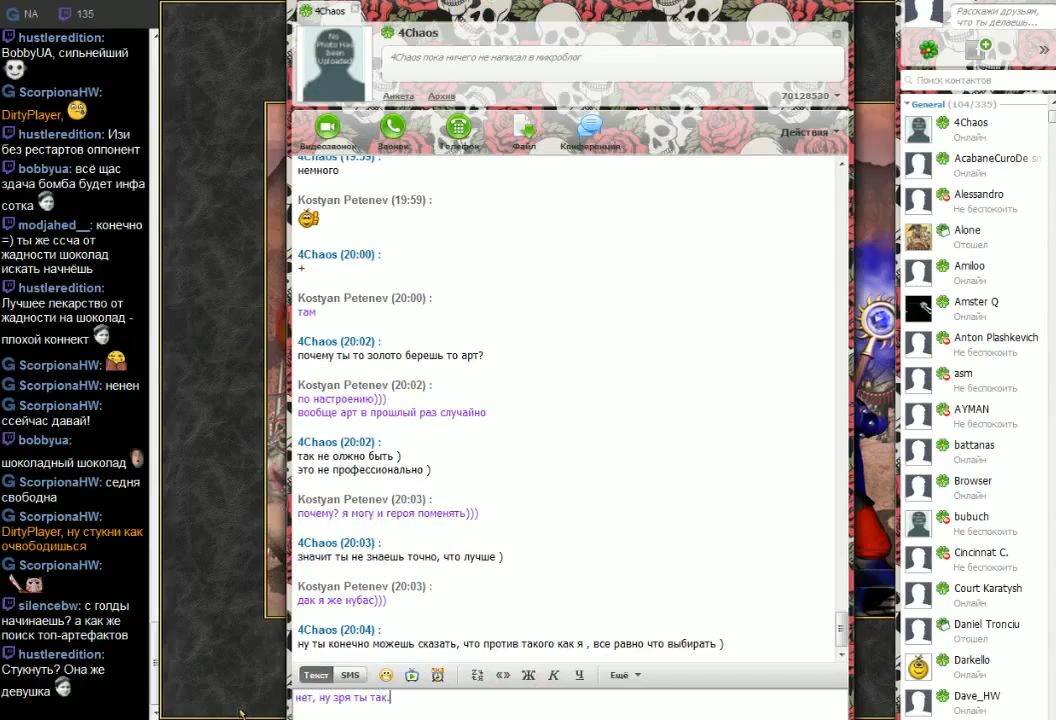 NA 135
hustleredition:
BobbyUA, сильнейший
ScorpionaHW:
DirtyPlayer,
hustleredition: Изи
без рестартов оппонент
bobbyua: всё щас
здача бомба будет инфа
сотка
modjahed__: конечно
=) ты же ссча от
жадности шоколад
искать начнёшь
hustleredition:
Лучшее лекарство от
жадности на шоколад -
плохой коннект
ScorpionaHW:
ScorpionaHW: ненен
ScorpionaHW:
ссейчас давай!
bobbyua:
шоколадный шоколад
ScorpionaHW: седня
свободна
ScorpionaHW:
DirtyPlayer, ну стукни как
очвободишься
ScorpionaHW:
silencebw: с голды
начинаешь? а как же
поиск топ-артефактов
hustleredition:
Стукнуть? Она же
девушка
4Chaos
No
Photo Has
Been
Uploaded
4Chaos
4Chaos пока ничего не написал в микроблог
Анкета Архив
70128530
Видеозвонок Звонок Телефон Файл Конференция
Действия
4Chaos (19:59)
немного
Kostyan Petenev (19:59) :
4Chaos (20:00) :
+
Kostyan Petenev (20:00) :
там
4Chaos (20:02) :
почему ты то золото берешь то арт?
Kostyan Petenev (20:02) :
по настроению)))
вообще арт в прошлый раз случайно
4Chaos (20:02) :
так не олжно быть )
это не профессионально )
Kostyan Petenev (20:03) :
почему? я могу и героя поменять)))
4Chaos (20:03) :
значит ты не знаешь точно, что лучше )
Kostyan Petenev (20:03) :
дак я же нубас)))
4Chaos (20:04) :
ну ты конечно можешь сказать, что против такого как я , все равно что выбирать )
Текст SMS
Ж К Ч Ещё
нет, ну зря ты так.
Расскажи друзьям,
что ты делаешь...
Поиск контактов
General (104/335)
4Chaos
Онлайн
AcabaneCuroDe sn
Онлайн
Alessandro
Не беспокоить
Alone
Отошел
Amiloo
Онлайн
Amster Q
Онлайн
Anton Plashkevich
Не беспокоить
asm
Не беспокоить
AYMAN
Не беспокоить
battanas
Онлайн
Browser
Онлайн
bubuch
Не беспокоить
Cincinnat C.
Не беспокоить
Court Karatysh
Онлайн
Daniel Tronciu
Отошел
Darkello
Онлайн
Dave_HW
Онлайн